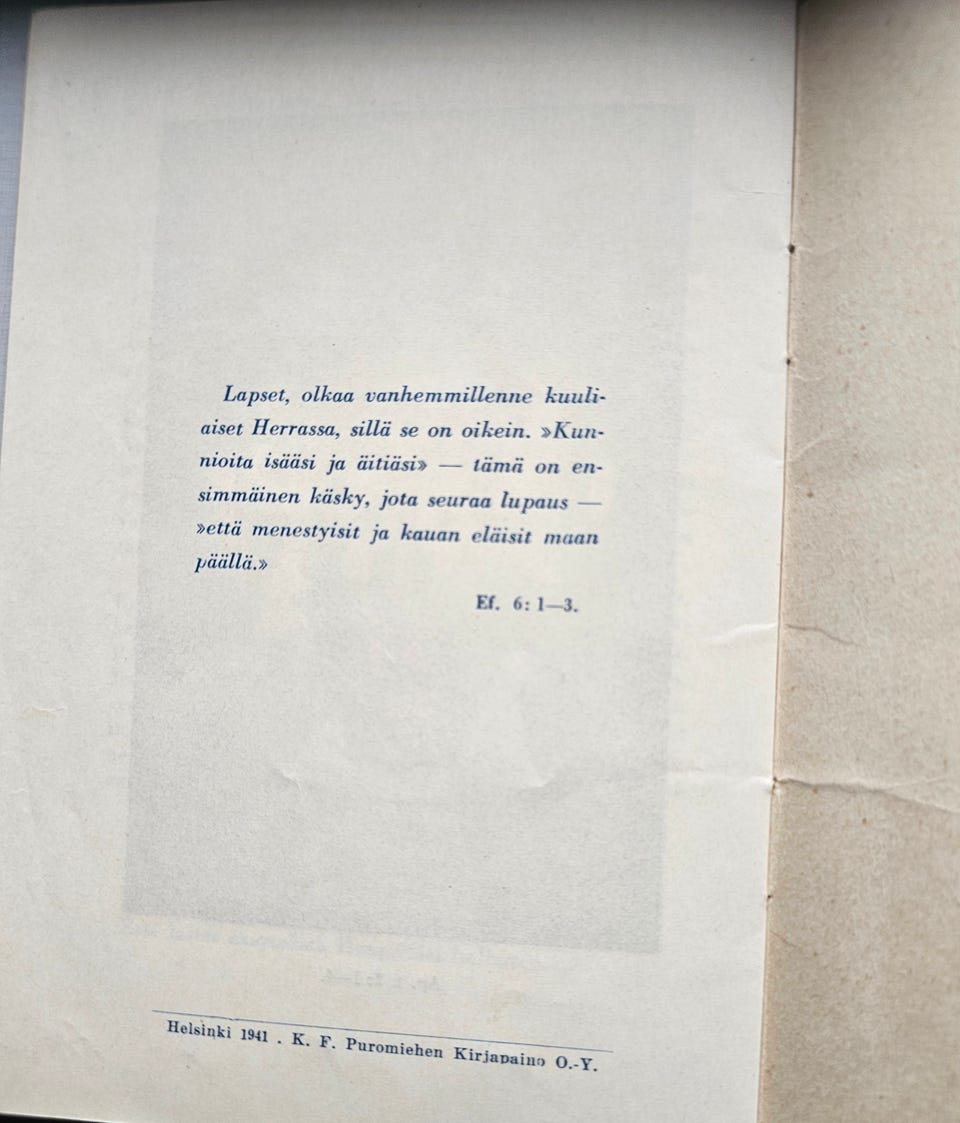 Lapset, olkaa vanhemmillenne kuuli-
aiset Herrassa, sillä se on oikein. »Kun-
nioita isääsi ja äitiäsi» — tämä on en-
simmäinen käsky, jota seuraa lupaus —
»että menestyisit ja kauan eläisit maan
päällä.»
Ef. 6: 1—3.
Helsinki 1941 . K. F. Puromiehen Kirjapaino O.-Y.